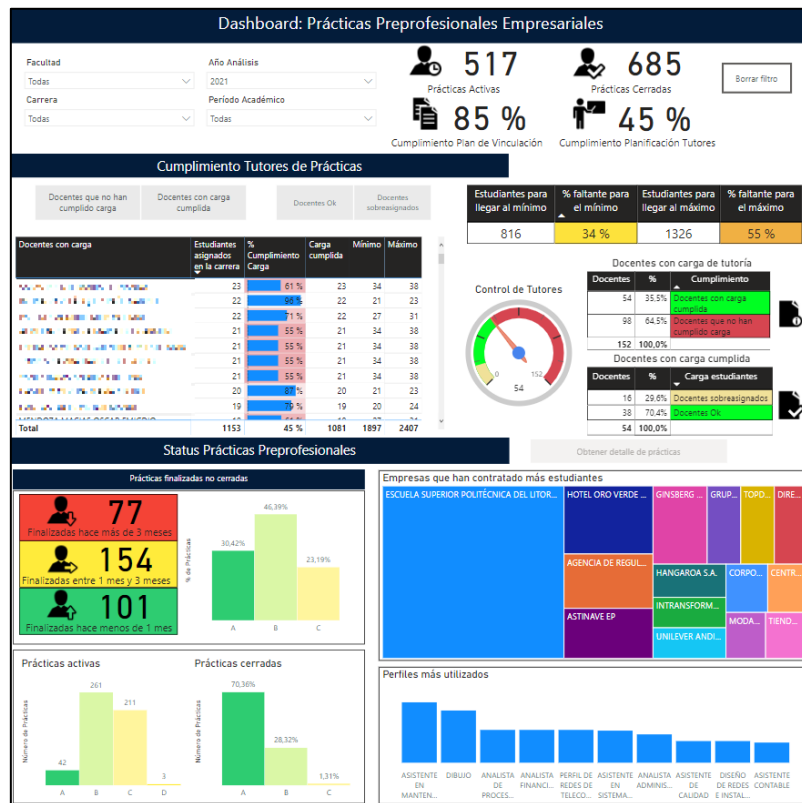 Dashboard: Prácticas Preprofesionales Empresariales
Facultad
Todas
Año Análisis
2021
Carrera
Todas
Período Académico
Todas
517
Prácticas Activas
685
Prácticas Cerradas
Borrar filtro
85 %
Cumplimiento Plan de Vinculación
45 %
Cumplimiento Planificación Tutores
Cumplimiento Tutores de Prácticas
Docentes que no han
cumplido carga
Docentes con carga
cumplida
Docentes Ok
Docentes
sobreasignados
Estudiantes para
llegar al mínimo
% faltante para
el mínimo
Estudiantes para
llegar al máximo
% faltante para
el máximo
816 34 % 1326 55 %
Docentes con carga
Estudiantes
asignados
en la carrera
%
Cumplimiento
Carga
Carga
cumplida
Mínimo
Máximo
23 61 % 23 34 38
22 96 % 22 21 23
22 71 % 22 27 31
21 55 % 21 34 38
21 55 % 21 34 38
21 55 % 21 34 38
21 55 % 21 34 38
20 87 % 20 21 23
19 79 % 19 20 24
Total 1153 45 % 1081 1897 2407
Control de Tutores
0
152
54
Docentes con carga de tutoría
Docentes % Cumplimiento
54 35,5% Docentes con carga
cumplida
98 64,5% Docentes que no han
cumplido carga
152 100,0%
Docentes con carga cumplida
Docentes % Carga estudiantes
16 29,6% Docentes sobreasignados
38 70,4% Docentes Ok
54 100,0%
Status Prácticas Preprofesionales
Obtener detalle de prácticas
Prácticas finalizadas no cerradas
77
Finalizadas hace más de 3 meses
154
Finalizadas entre 1 mes y 3 meses
101
Finalizadas hace menos de 1 mes
% de Prácticas
30,42%
46,39%
23,19%
A B C
Empresas que han contratado más estudiantes
ESCUELA SUPERIOR POLITÉCNICA DEL LITOR...
HOTEL ORO VERDE ...
AGENCIA DE REGUL...
ASTINAVE EP
GINSBERG ...
GRUP...
TOPD...
DIRE...
HANGAROA S.A.
INTRANSFORM...
UNILEVER ANDI...
CORPO...
CENTR...
MODA...
TIEND...
Prácticas activas
Número de Prácticas
42
261
211
3
A B C D
Prácticas cerradas
Número de Prácticas
70,36%
28,32%
1,31%
A B C
Perfiles más utilizados
ASISTENTE
EN
MANTEN...
DIBUJO
ANALISTA
DE
PROCES...
ANALISTA
FINANCI...
PERFIL DE
REDES DE
TELECO...
ASISTENTE
EN
SISTEMA...
ANALISTA
ADMINIS...
ASISTENTE
DE
CALIDAD
DISEÑO
DE REDES
E INSTAL...
ASISTENTE
CONTABLE